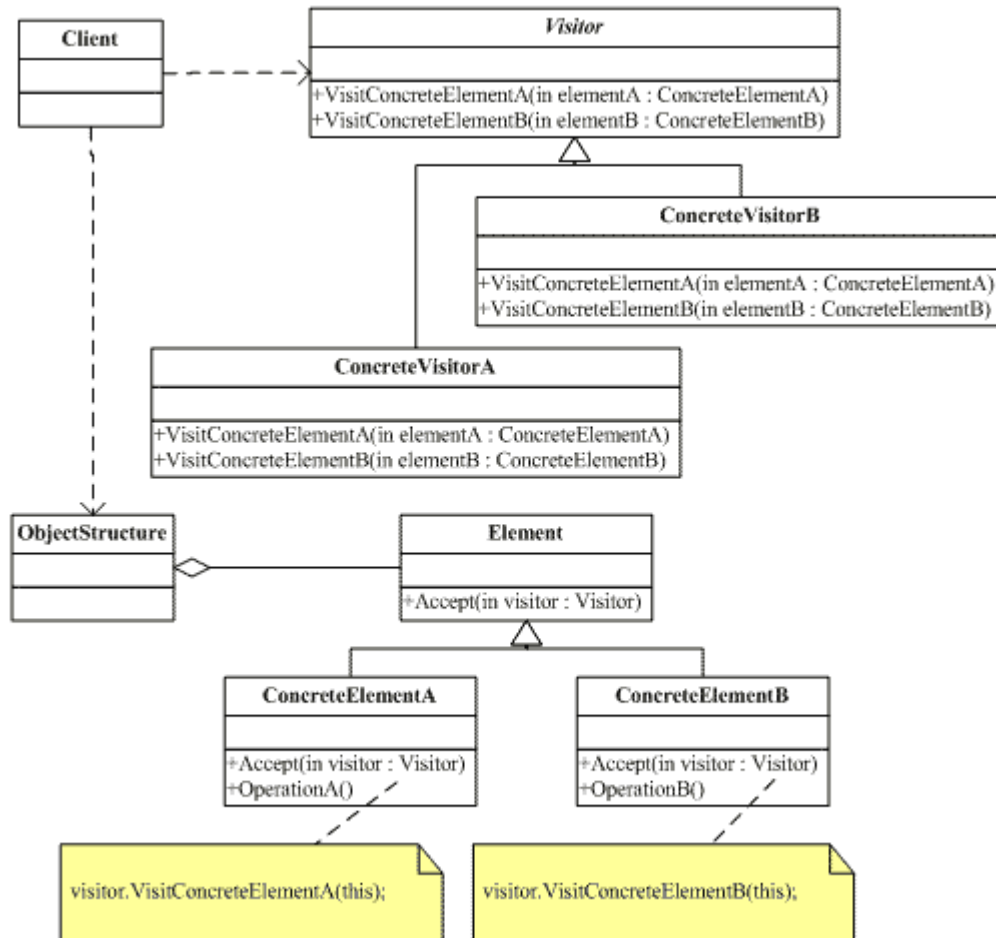 Client
Visitor
+VisitConcreteElementA(in elementA : ConcreteElementA)
+VisitConcreteElementB(in elementB : ConcreteElementB)
ConcreteVisitorB
+VisitConcreteElementA(in elementA : ConcreteElementA)
+VisitConcreteElementB(in elementB : ConcreteElementB)
ConcreteVisitorA
+VisitConcreteElementA(in elementA : ConcreteElementA)
+VisitConcreteElementB(in elementB : ConcreteElementB)
ObjectStructure
Element
+Accept(in visitor : Visitor)
ConcreteElementA
+Accept(in visitor : Visitor)
+OperationA()
ConcreteElementB
+Accept(in visitor : Visitor)
+OperationB()
visitor.VisitConcreteElementA(this);
visitor.VisitConcreteElementB(this);